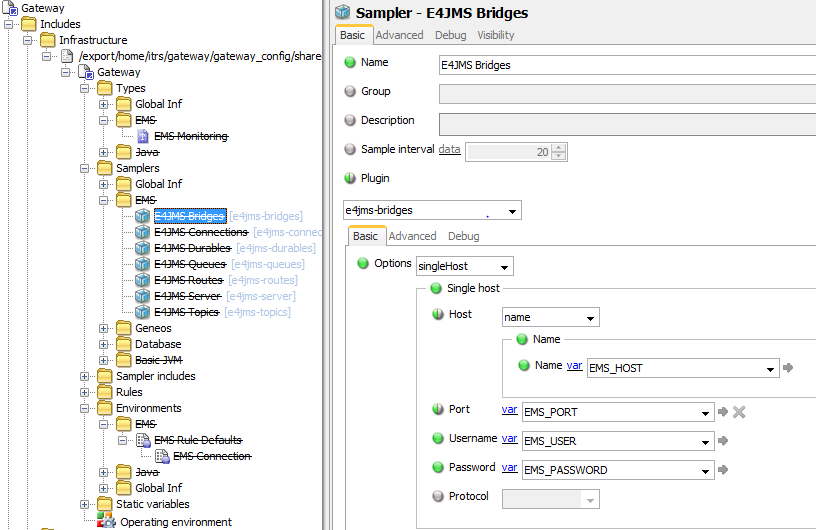 Gateway
Includes
Infrastructure
/export/home/itrs/gateway/gateway_config/share
Gateway
Types
Global Inf
EMS
EMS Monitoring
Java
Samplers
Global Inf
EMS
E4JMS Bridges [e4jms-bridges]
E4JMS Connections [e4jms-connec
E4JMS Durables [e4jms-durables]
E4JMS Queues [e4jms-queues]
E4JMS Routes [e4jms-routes]
E4JMS Server [e4jms-server]
E4JMS Topics [e4jms-topics]
Geneos
Database
Basic JVM
Sampler includes
Rules
Environments
EMS
EMS Rule Defaults
EMS Connection
Java
Global Inf
Static variables
Operating environment
Sampler - E4JMS Bridges
Basic Advanced Debug Visibility
Name E4JMS Bridges
Group
Description
Sample interval data 20
Plugin
e4jms-bridges
Basic Advanced Debug
Options singleHost
Single host
Host name
Name
Name var EMS_HOST
Port var EMS_PORT
Username var EMS_USER
Password var EMS_PASSWORD
Protocol